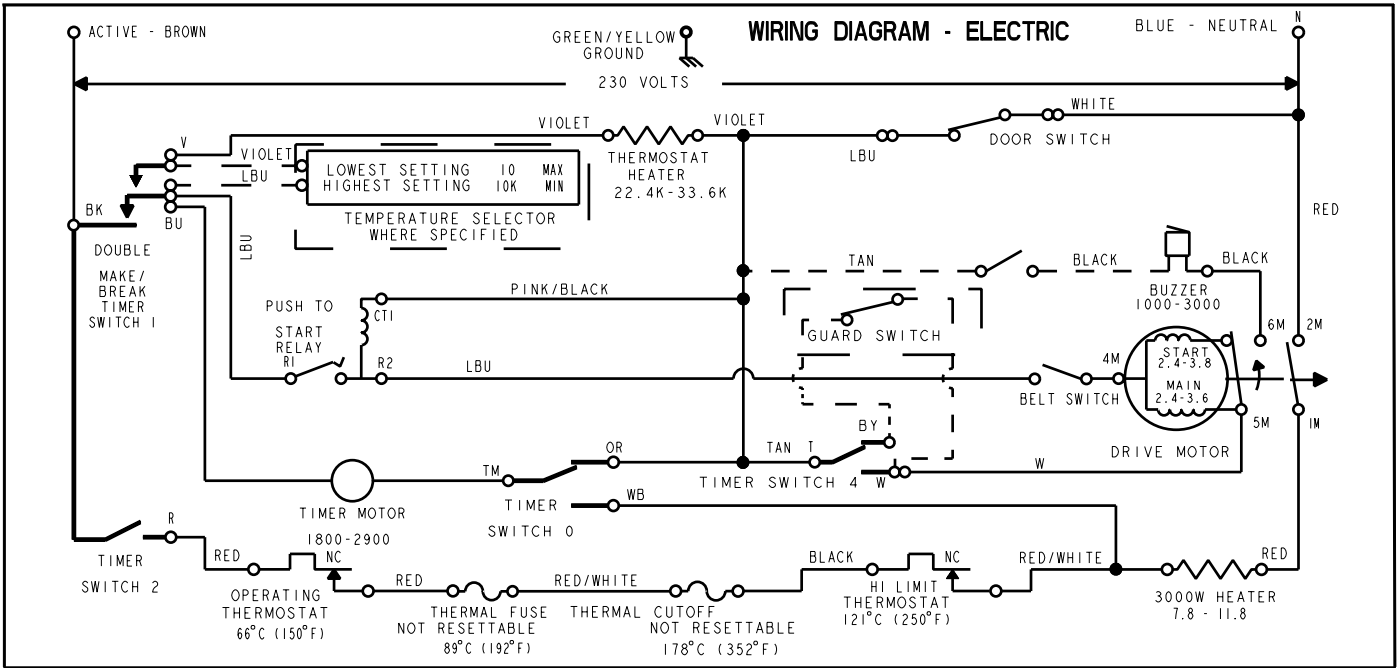 ACTIVE - BROWN
GREEN/YELLOW
GROUND
WIRING DIAGRAM - ELECTRIC
BLUE - NEUTRAL
N
230 VOLTS
VIOLET
VIOLET
WHITE
DOOR SWITCH
LBU
V
VIOLET
LBU
LOWEST SETTING 10 MAX
HIGHEST SETTING 10K MIN
THERMOSTAT
HEATER
22.4K-33.6K
TEMPERATURE SELECTOR
WHERE SPECIFIED
BK
BU
RED
DOUBLE
MAKE/
BREAK
TIMER
SWITCH 1
LBU
TAN
BLACK
BLACK
BUZZER
1000-3000
PINK/BLACK
PUSH TO
START
RELAY
R1
CT1
R2
LBU
GUARD SWITCH
6M
2M
4M
START
2.4-3.8
MAIN
2.4-3.6
BELT SWITCH
5M
1M
DRIVE MOTOR
BY
OR
TAN
T
TM
W
TIMER SWITCH 4
W
TIMER
SWITCH 0
WB
TIMER MOTOR
1800-2900
R
TIMER
SWITCH 2
RED
NC
OPERATING
THERMOSTAT
66°C (150°F)
RED
THERMAL FUSE
NOT RESETTABLE
89°C (192°F)
RED/WHITE
THERMAL CUTOFF
NOT RESETTABLE
178°C (352°F)
BLACK
NC
HI LIMIT
THERMOSTAT
121°C (250°F)
RED/WHITE
RED
3000W HEATER
7.8 - 11.8